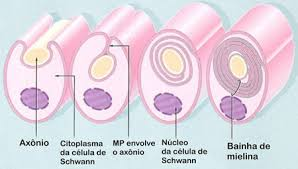 Axônio
Citoplasma
da célula de
Schwann
MP envolve
o axônio
Núcleo
da célula de
Schwann
Bainha de
mielina